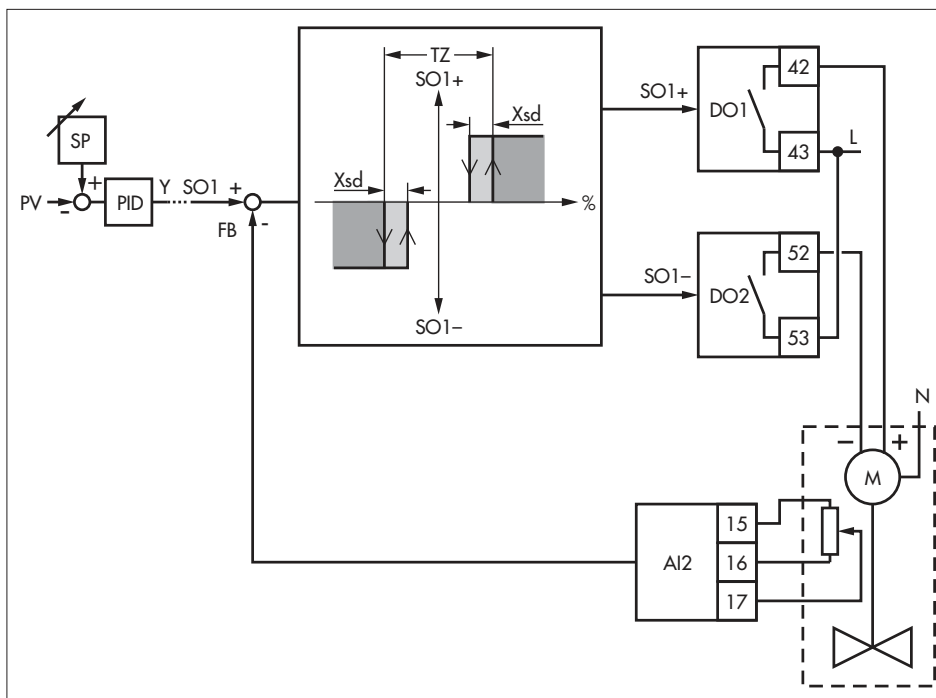 TZ
SO1+
Xsd
Xsd
%
SO1−
SP
+
PV
-
PID
Y
SO1
+
FB
-
SO1+
DO1
42
43
L
SO1−
DO2
52
53
N
−
+
M
AI2
15
16
17